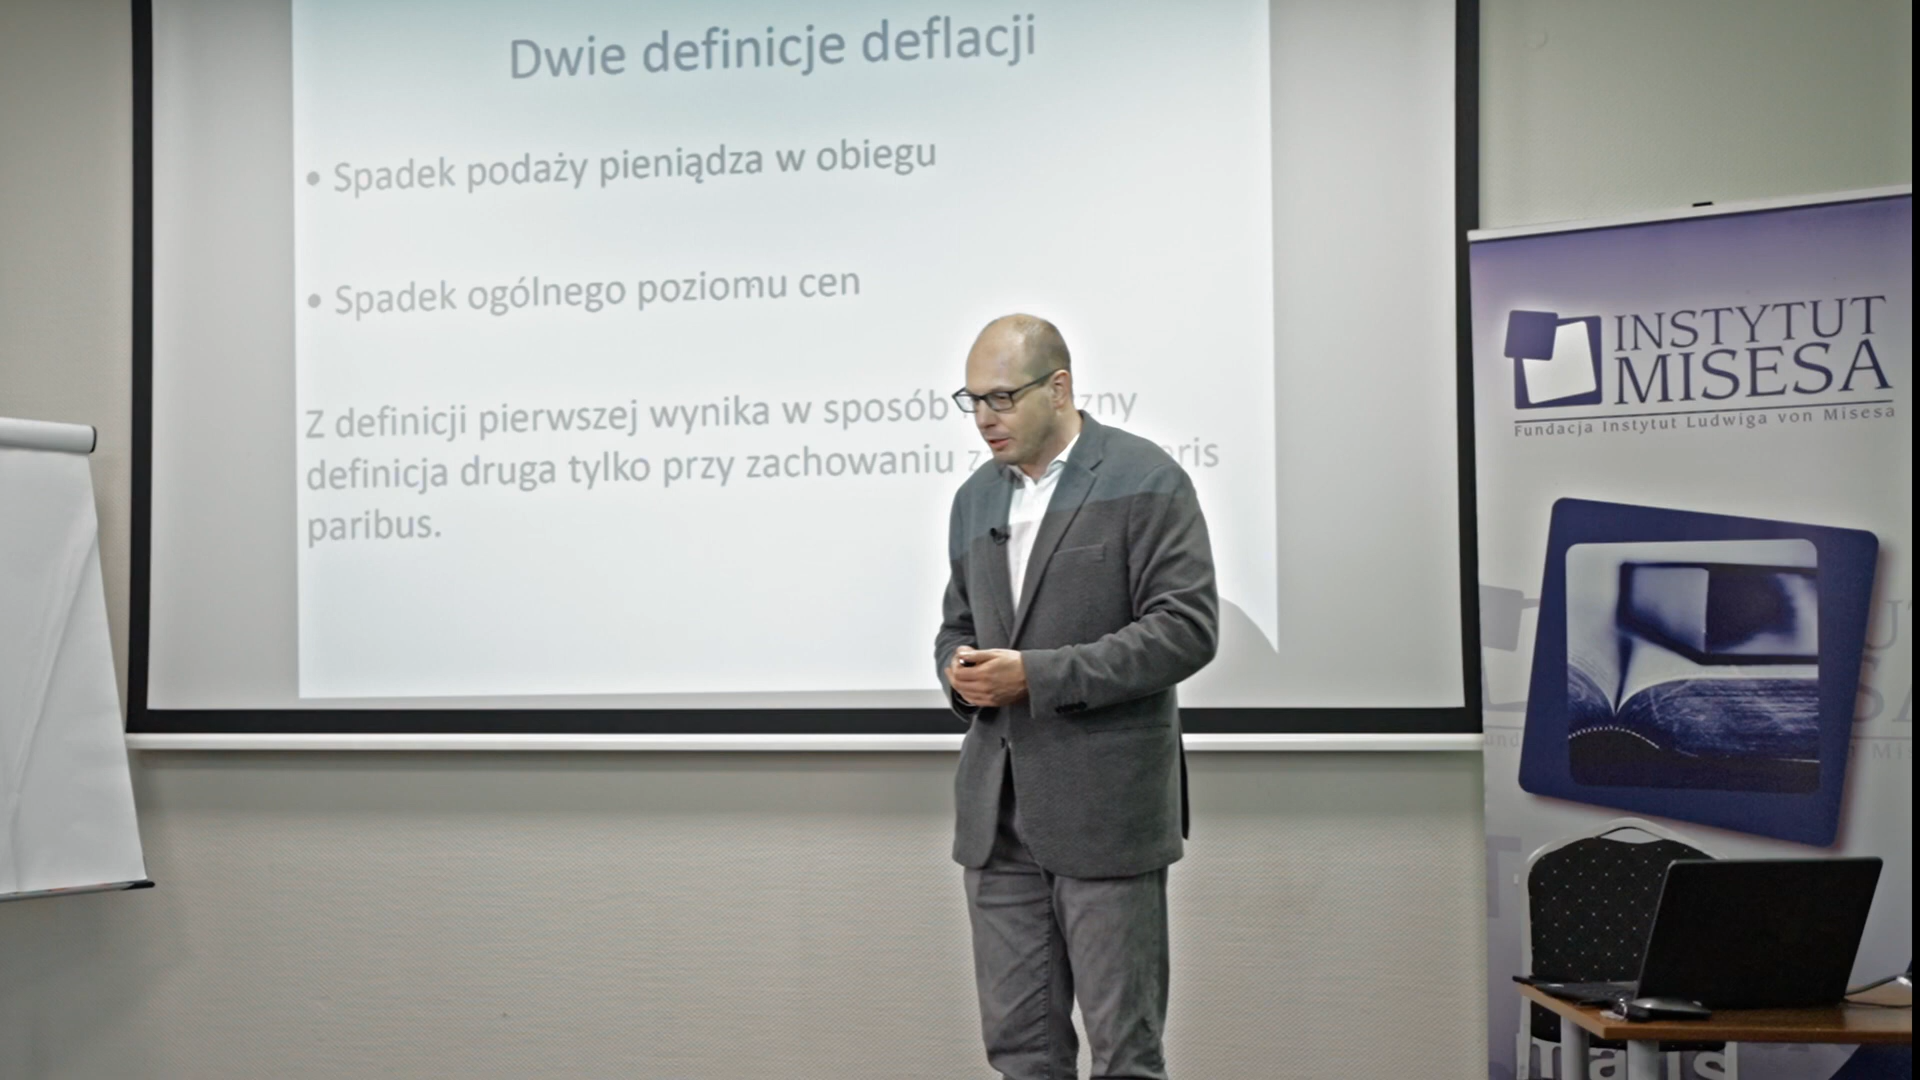 Dwie definicje deflacji
• Spadek podaży pieniądza w obiegu
• Spadek ogólnego poziomu cen
Z definicji pierwszej wynika w sposób
definicja druga tylko przy zachowaniu
paribus.
INSTYTUT
MISESA
Fundacja Instytut Ludwiga von Misesa